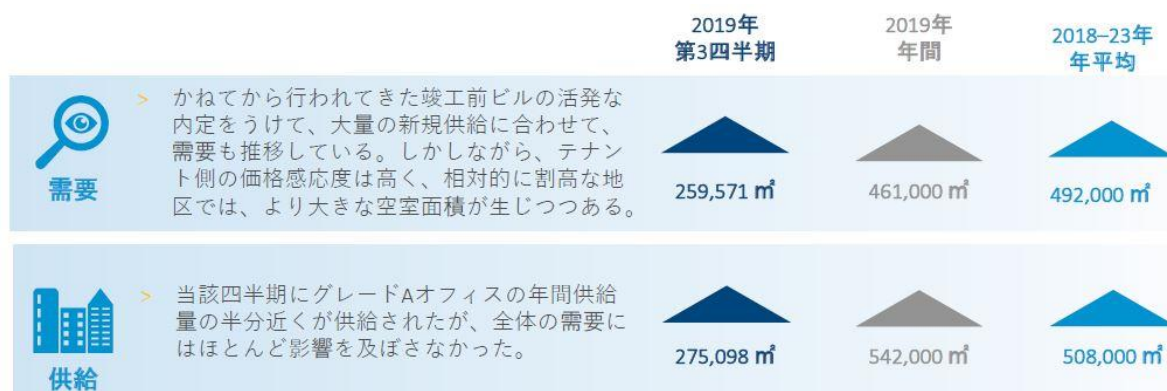 2019年
第3四半期
2019年
年間
2018–23年
年平均
需要
> かねてから行われてきた竣工前ビルの活発な
内定をうけて、大量の新規供給に合わせて、
需要も推移している。しかしながら、テナン
ト側の価格感応度は高く、相対的に割高な地
区では、より大きな空室面積が生じつつある。
259,571 ㎡
461,000 ㎡
492,000 ㎡
供給
> 当該四半期にグレードAオフィスの年間供給
量の半分近くが供給されたが、全体の需要に
はほとんど影響を及ぼさなかった。
275,098 ㎡
542,000 ㎡
508,000 ㎡